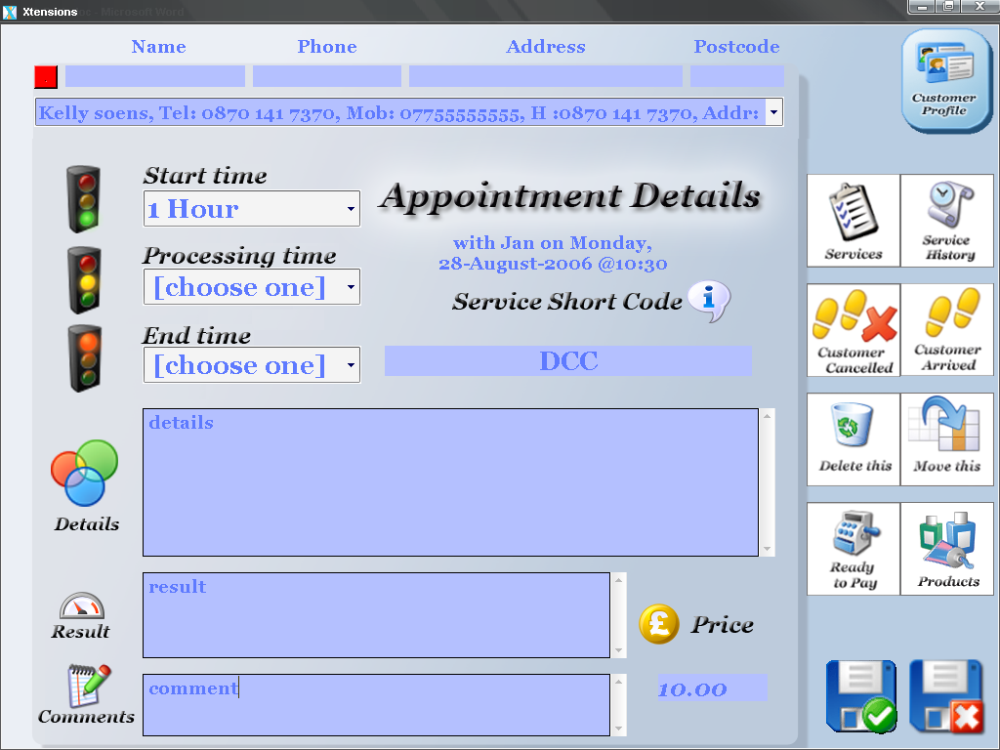 Xtensions
Microsoft Word
Name Phone Address Postcode
Kelly soens, Tel: 0870 141 7370, Mob: 07755555555, H :0870 141 7370, Addr:
Customer
Profile
Start time
1 Hour
Appointment Details
with Jan on Monday,
28-August-2006 @10:30
Processing time
[choose one]
Service Short Code
End time
[choose one]
DCC
Services
Service
History
Customer
Cancelled
Customer
Arrived
Delete this
Move this
Ready
to Pay
Products
details
Details
result
Result
Price
comment
Comments
10.00